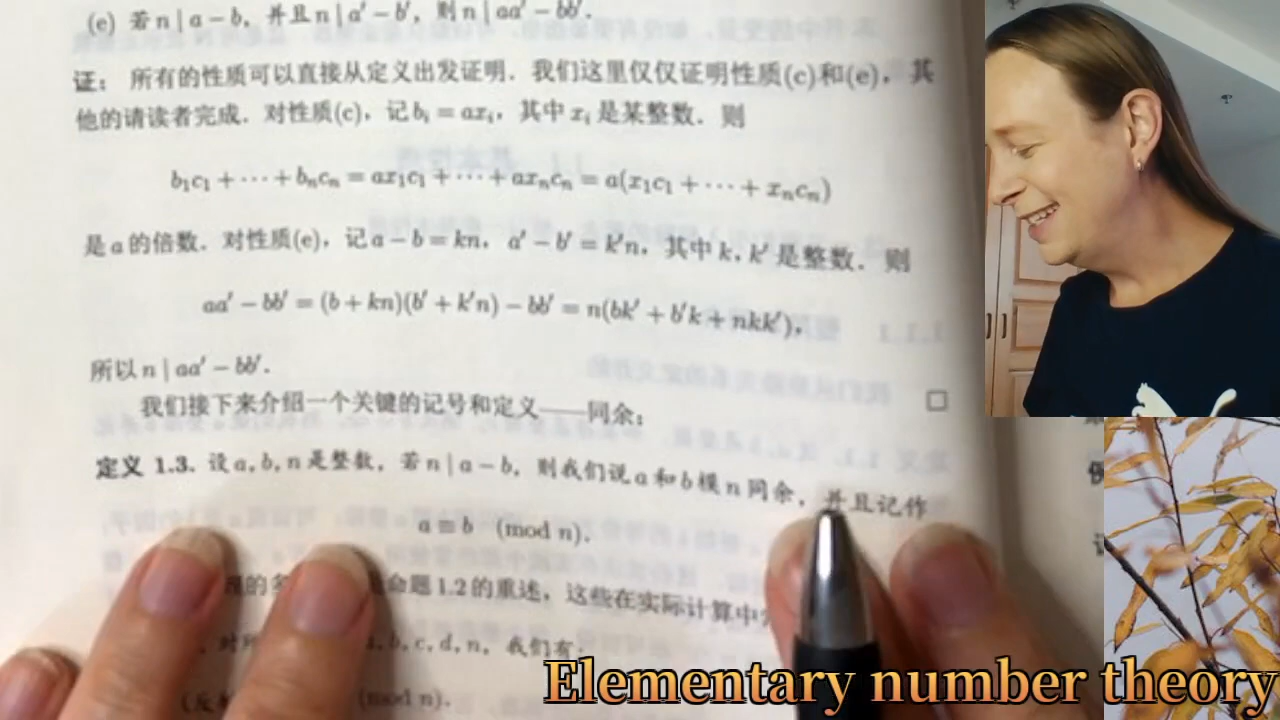 (e) 若 n | a − b, 并且 n | a′ − b′, 则 n | aa′ − bb′.
证: 所有的性质可以直接从定义出发证明. 我们这里仅仅证明性质(c)和(e), 其
他的请读者完成. 对性质(c), 记 bᵢ = axᵢ, 其中 xᵢ 是某整数. 则
b₁c₁ + ⋯ + bₙcₙ = ax₁c₁ + ⋯ + axₙcₙ = a(x₁c₁ + ⋯ + xₙcₙ)
是 a 的倍数. 对性质(e), 记 a − b = kn, a′ − b′ = k′n, 其中 k, k′ 是整数. 则
aa′ − bb′ = (b + kn)(b′ + k′n) − bb′ = n(bk′ + b′k + nkk′),
所以 n | aa′ − bb′.
□
我们接下来介绍一个关键的记号和定义——同余:
定义 1.3. 设 a, b, n 是整数, 若 n | a − b, 则我们说 a 和 b 模 n 同余, 并且记作
a ≡ b (mod n).
命题 1.2 的重述, 这些在实际计算中
b, c, d, n, 我们有:
(mod n).
Elementary number theory